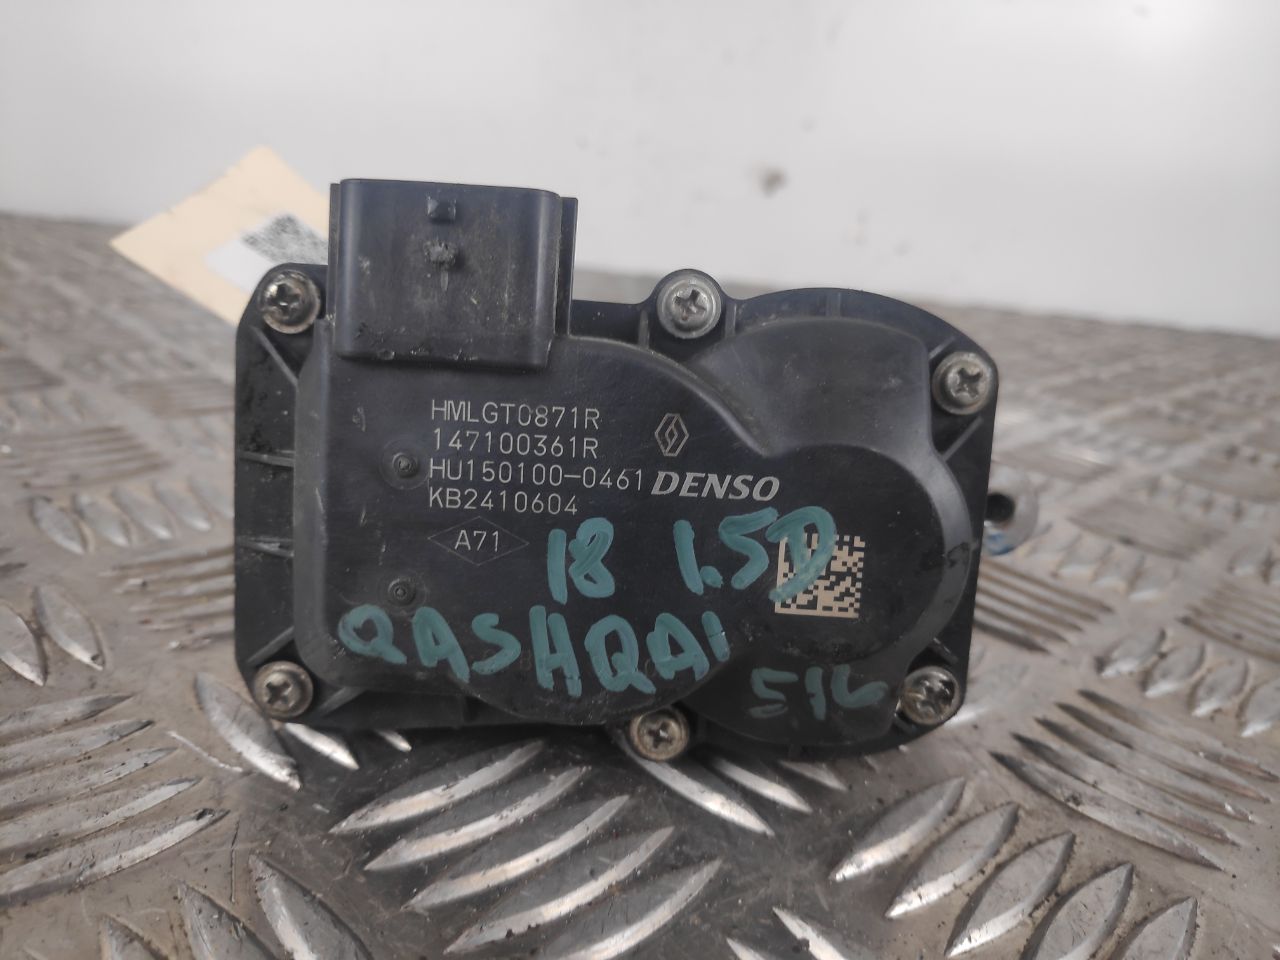 HMLGT0871R
147100361R
HU150100-0461 DENSO
KB2410604
A71
18 1.5D
QASHQAI
516